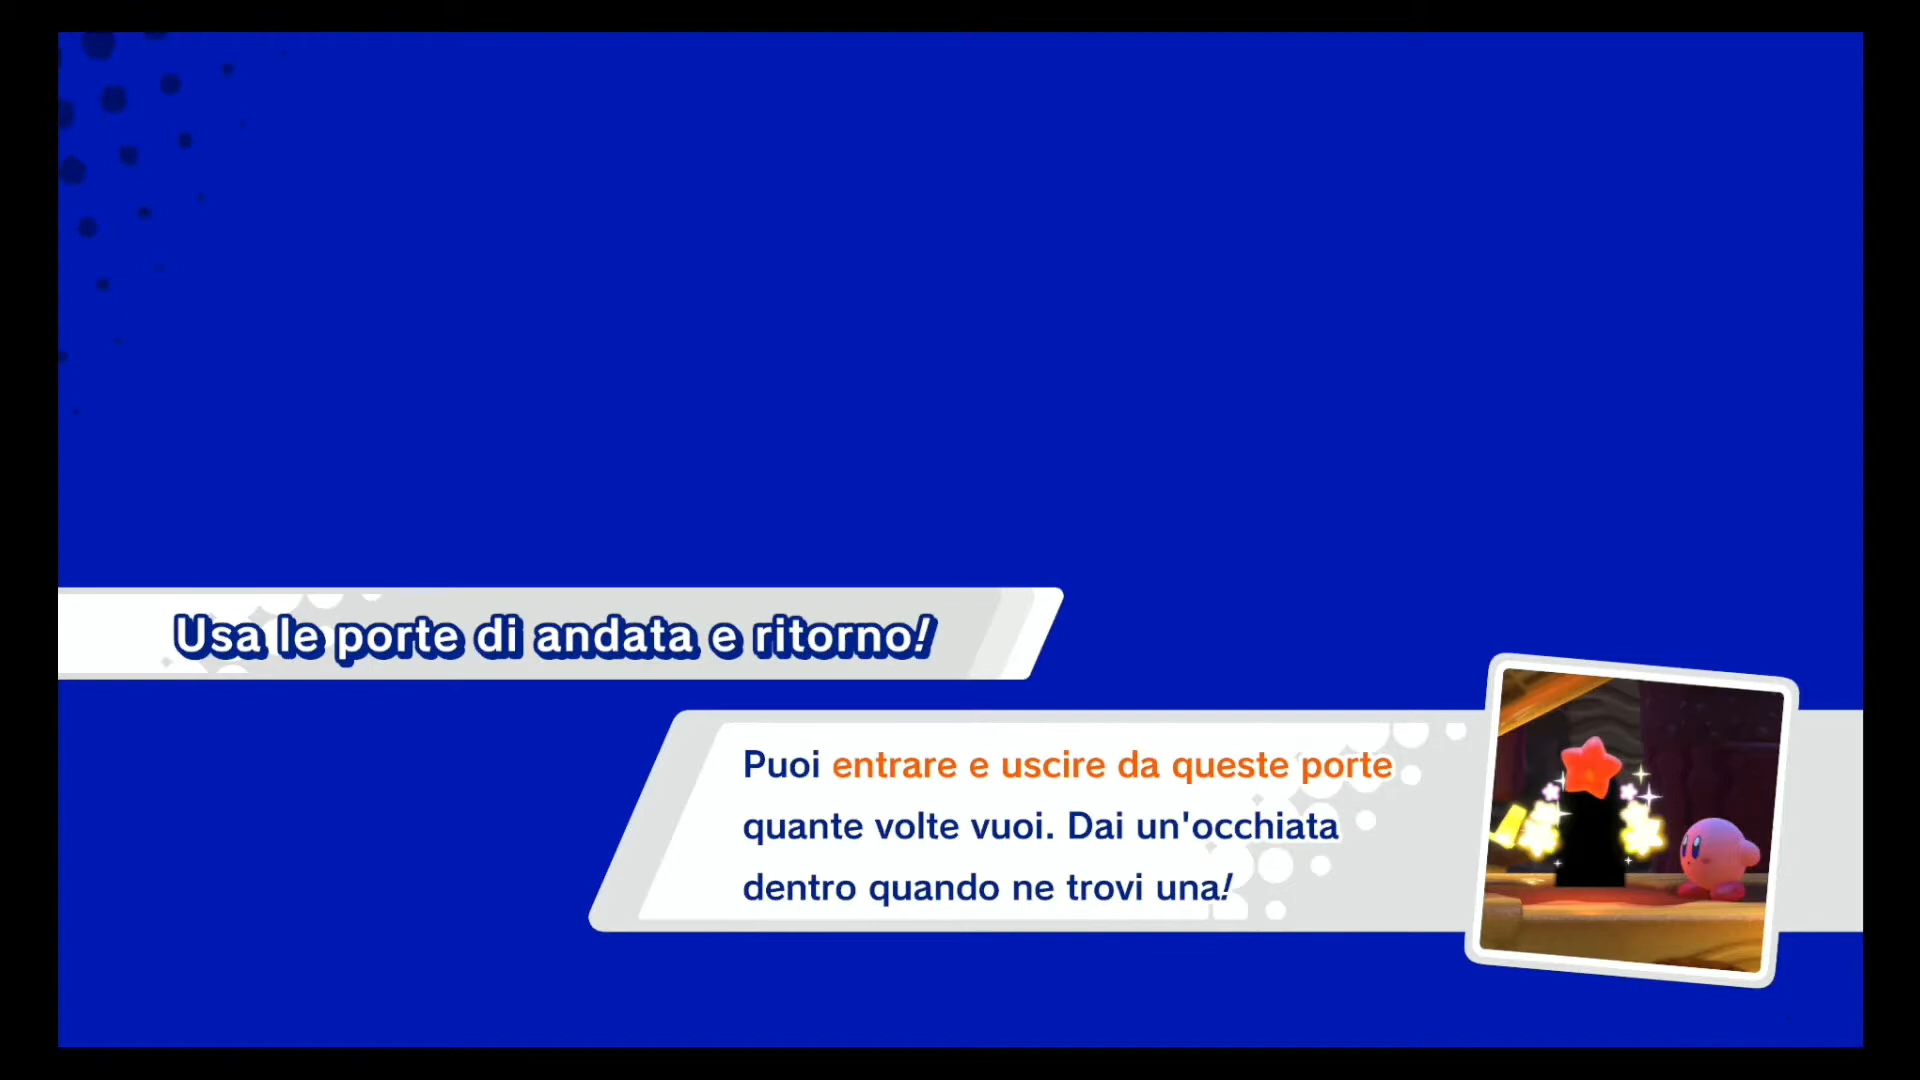 Usa le porte di andata e ritorno!
Puoi entrare e uscire da queste porte
quante volte vuoi. Dai un'occhiata
dentro quando ne trovi una!